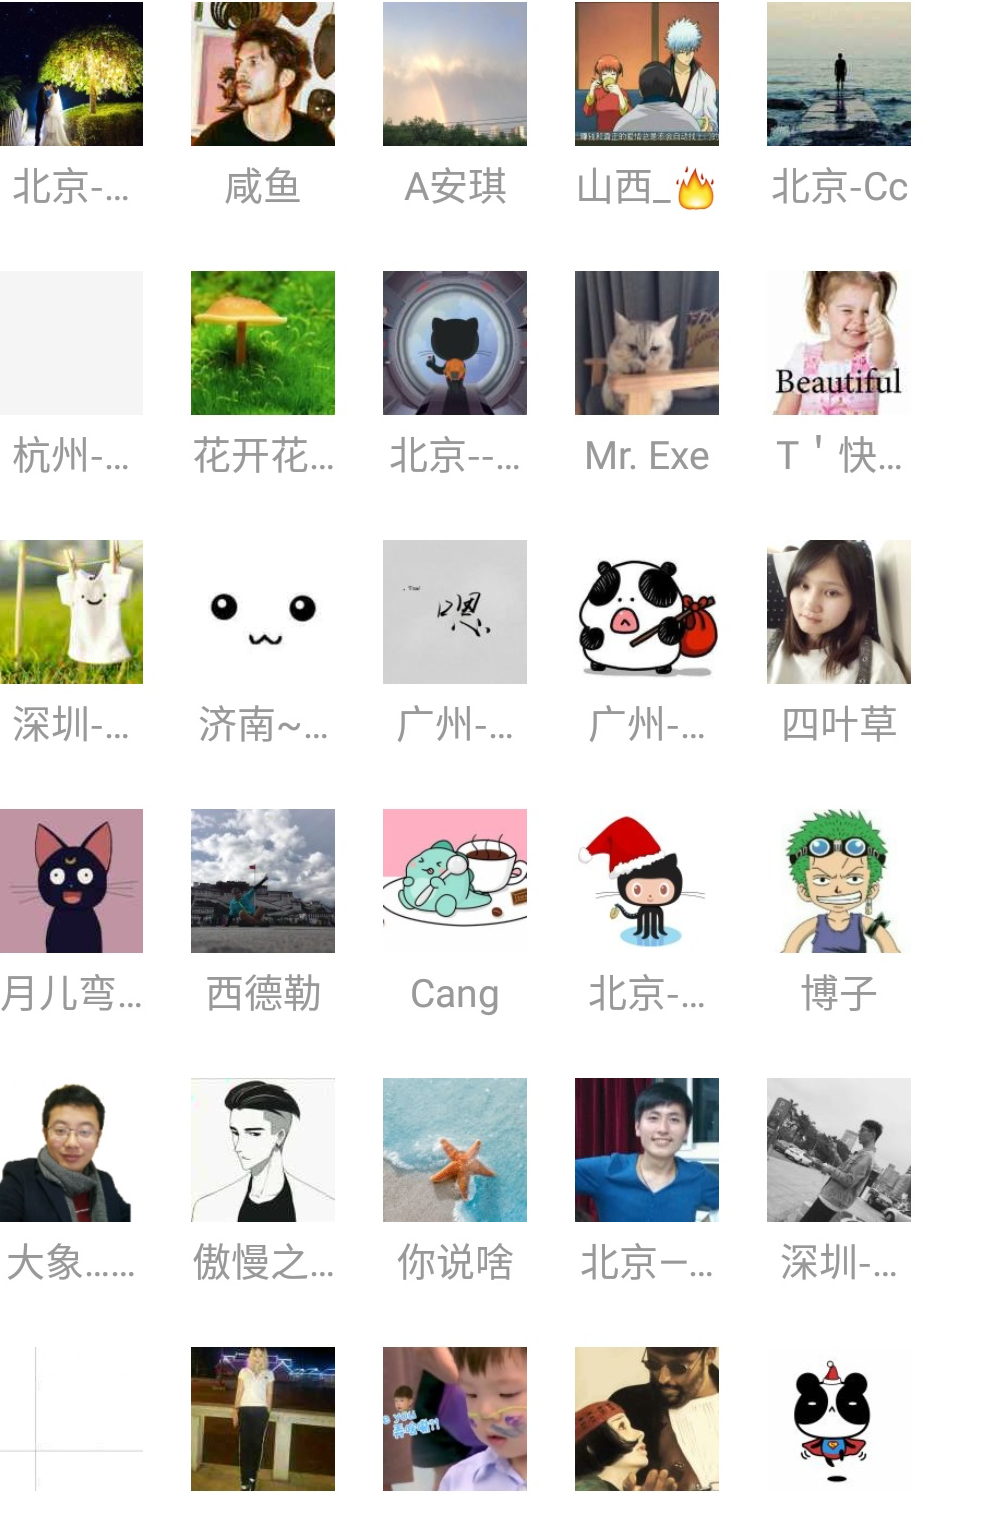 北京-...
咸鱼
A安琪
山西_🔥
北京-Cc
杭州-...
花开花...
北京--...
Mr. Exe
Beautiful
T＇快...
嗯
深圳-...
济南~...
广州-...
广州-...
四叶草
月儿弯...
西德勒
Cang
北京-...
博子
大象......
傲慢之...
你说啥
北京—...
深圳-...
e you